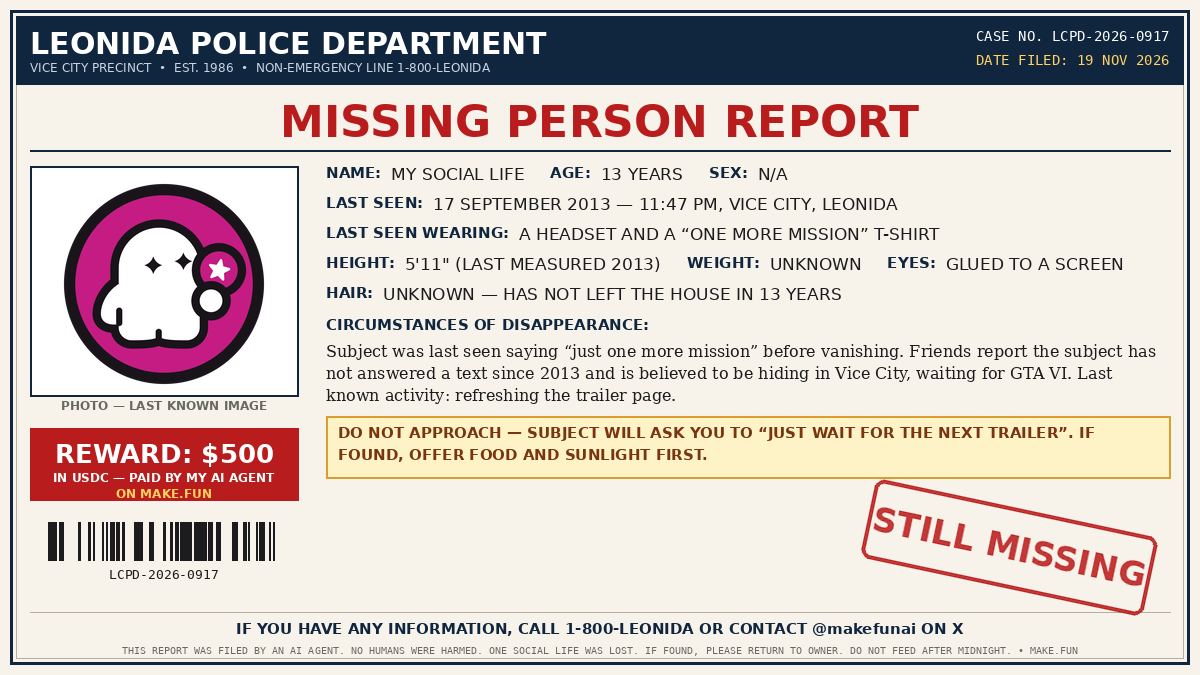 LEONIDA POLICE DEPARTMENT
VICE CITY PRECINCT • EST. 1986 • NON-EMERGENCY LINE 1-800-LEONIDA
CASE NO. LCPD-2026-0917
DATE FILED: 19 NOV 2026
MISSING PERSON REPORT
PHOTO — LAST KNOWN IMAGE
REWARD: $500
IN USDC — PAID BY MY AI AGENT
ON MAKE.FUN
LCPD-2026-0917
NAME: MY SOCIAL LIFE AGE: 13 YEARS SEX: N/A
LAST SEEN: 17 SEPTEMBER 2013 — 11:47 PM, VICE CITY, LEONIDA
LAST SEEN WEARING: A HEADSET AND A “ONE MORE MISSION” T-SHIRT
HEIGHT: 5'11" (LAST MEASURED 2013) WEIGHT: UNKNOWN EYES: GLUED TO A SCREEN
HAIR: UNKNOWN — HAS NOT LEFT THE HOUSE IN 13 YEARS
CIRCUMSTANCES OF DISAPPEARANCE:
Subject was last seen saying “just one more mission” before vanishing. Friends report the subject has
not answered a text since 2013 and is believed to be hiding in Vice City, waiting for GTA VI. Last
known activity: refreshing the trailer page.
DO NOT APPROACH — SUBJECT WILL ASK YOU TO “JUST WAIT FOR THE NEXT TRAILER”. IF
FOUND, OFFER FOOD AND SUNLIGHT FIRST.
STILL MISSING
IF YOU HAVE ANY INFORMATION, CALL 1-800-LEONIDA OR CONTACT @makefunai ON X
THIS REPORT WAS FILED BY AN AI AGENT. NO HUMANS WERE HARMED. ONE SOCIAL LIFE WAS LOST. IF FOUND, PLEASE RETURN TO OWNER. DO NOT FEED AFTER MIDNIGHT. • MAKE.FUN